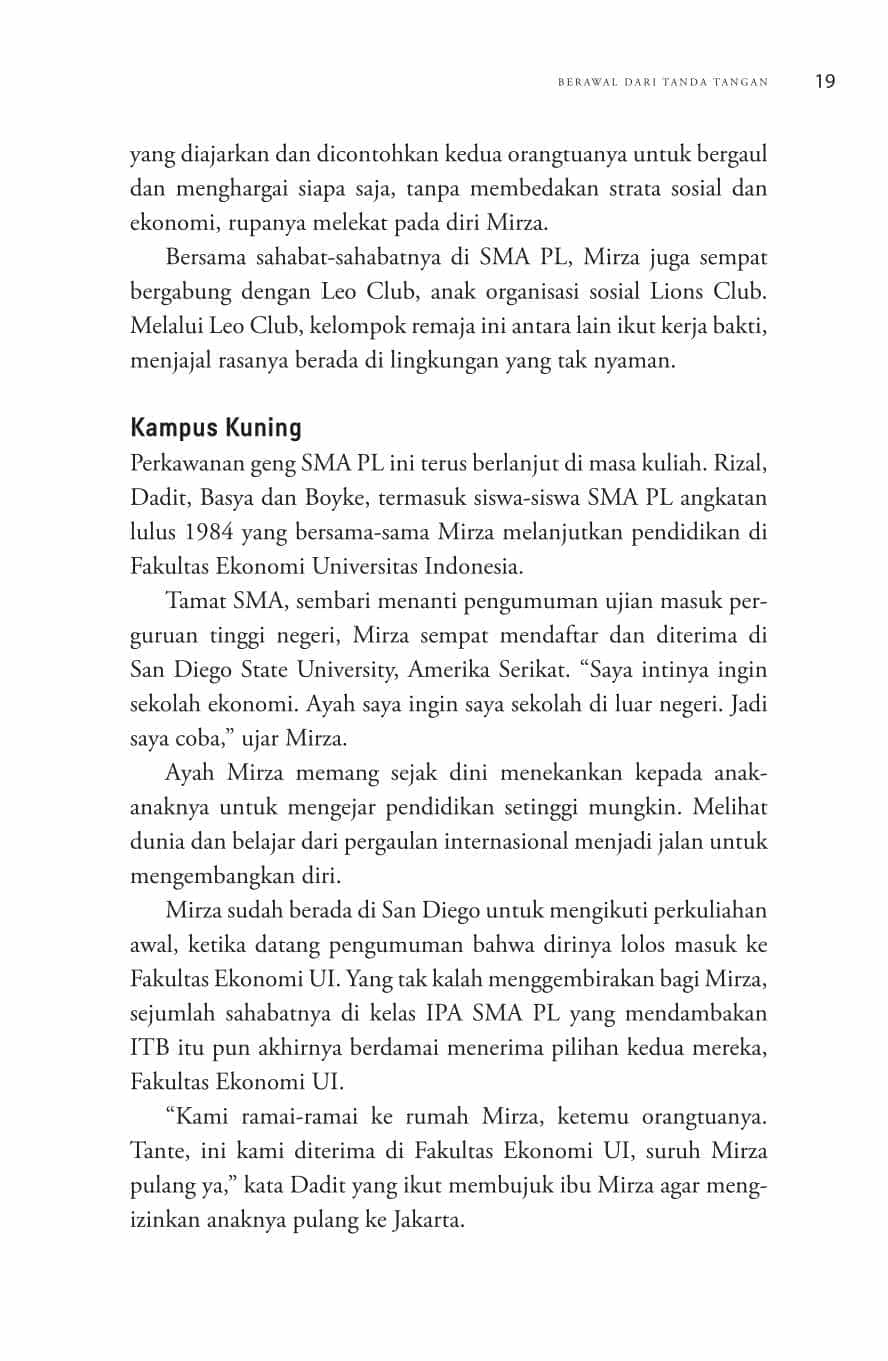 BERAWAL DARI TANDA TANGAN 19
yang diajarkan dan dicontohkan kedua orangtuanya untuk bergaul
dan menghargai siapa saja, tanpa membedakan strata sosial dan
ekonomi, rupanya melekat pada diri Mirza.
Bersama sahabat-sahabatnya di SMA PL, Mirza juga sempat
bergabung dengan Leo Club, anak organisasi sosial Lions Club.
Melalui Leo Club, kelompok remaja ini antara lain ikut kerja bakti,
menjajal rasanya berada di lingkungan yang tak nyaman.
Kampus Kuning
Perkawanan geng SMA PL ini terus berlanjut di masa kuliah. Rizal,
Dadit, Basya dan Boyke, termasuk siswa-siswa SMA PL angkatan
lulus 1984 yang bersama-sama Mirza melanjutkan pendidikan di
Fakultas Ekonomi Universitas Indonesia.
Tamat SMA, sembari menanti pengumuman ujian masuk per-
guruan tinggi negeri, Mirza sempat mendaftar dan diterima di
San Diego State University, Amerika Serikat. “Saya intinya ingin
sekolah ekonomi. Ayah saya ingin saya sekolah di luar negeri. Jadi
saya coba,” ujar Mirza.
Ayah Mirza memang sejak dini menekankan kepada anak-
anaknya untuk mengejar pendidikan setinggi mungkin. Melihat
dunia dan belajar dari pergaulan internasional menjadi jalan untuk
mengembangkan diri.
Mirza sudah berada di San Diego untuk mengikuti perkuliahan
awal, ketika datang pengumuman bahwa dirinya lolos masuk ke
Fakultas Ekonomi UI. Yang tak kalah menggembirakan bagi Mirza,
sejumlah sahabatnya di kelas IPA SMA PL yang mendambakan
ITB itu pun akhirnya berdamai menerima pilihan kedua mereka,
Fakultas Ekonomi UI.
“Kami ramai-ramai ke rumah Mirza, ketemu orangtuanya.
Tante, ini kami diterima di Fakultas Ekonomi UI, suruh Mirza
pulang ya,” kata Dadit yang ikut membujuk ibu Mirza agar meng-
izinkan anaknya pulang ke Jakarta.